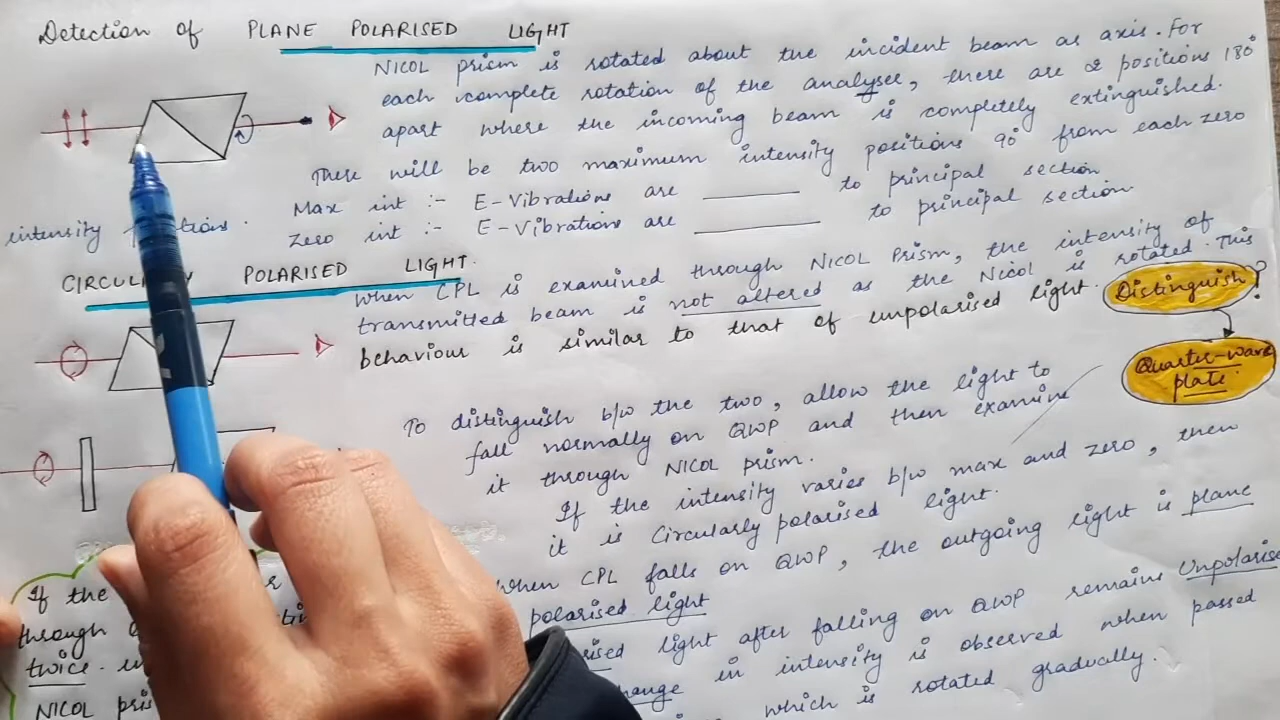 Detection of PLANE POLARISED LIGHT
NICOL prism is rotated about the incident beam as axis. For
each complete rotation of the analyser, there are 2 positions 180°
apart where the incoming beam is completely extinguished.
There will be two maximum intensity positions 90° from each zero
intensity
Max int :- E-Vibrations are ______ to principal section
Zero int :- E-Vibrations are ______ to principal section
POLARISED LIGHT.
When CPL is examined through NICOL Prism, the intensity of
transmitted beam is not altered as the Nicol is rotated. This
behaviour is similar to that of unpolarised light.
Distinguish ?
Quarter-wave
plate.
To distinguish b/w the two, allow the light to
fall normally on QWP and then examine
it through NICOL prism.
If the intensity varies b/w max and zero, then
it is Circularly polarised light.
When CPL falls on QWP, the outgoing light is plane
polarised light
light after falling on QWP remains
in intensity is observed when passed
which is rotated gradually.
If the
through
twice.
NICOL